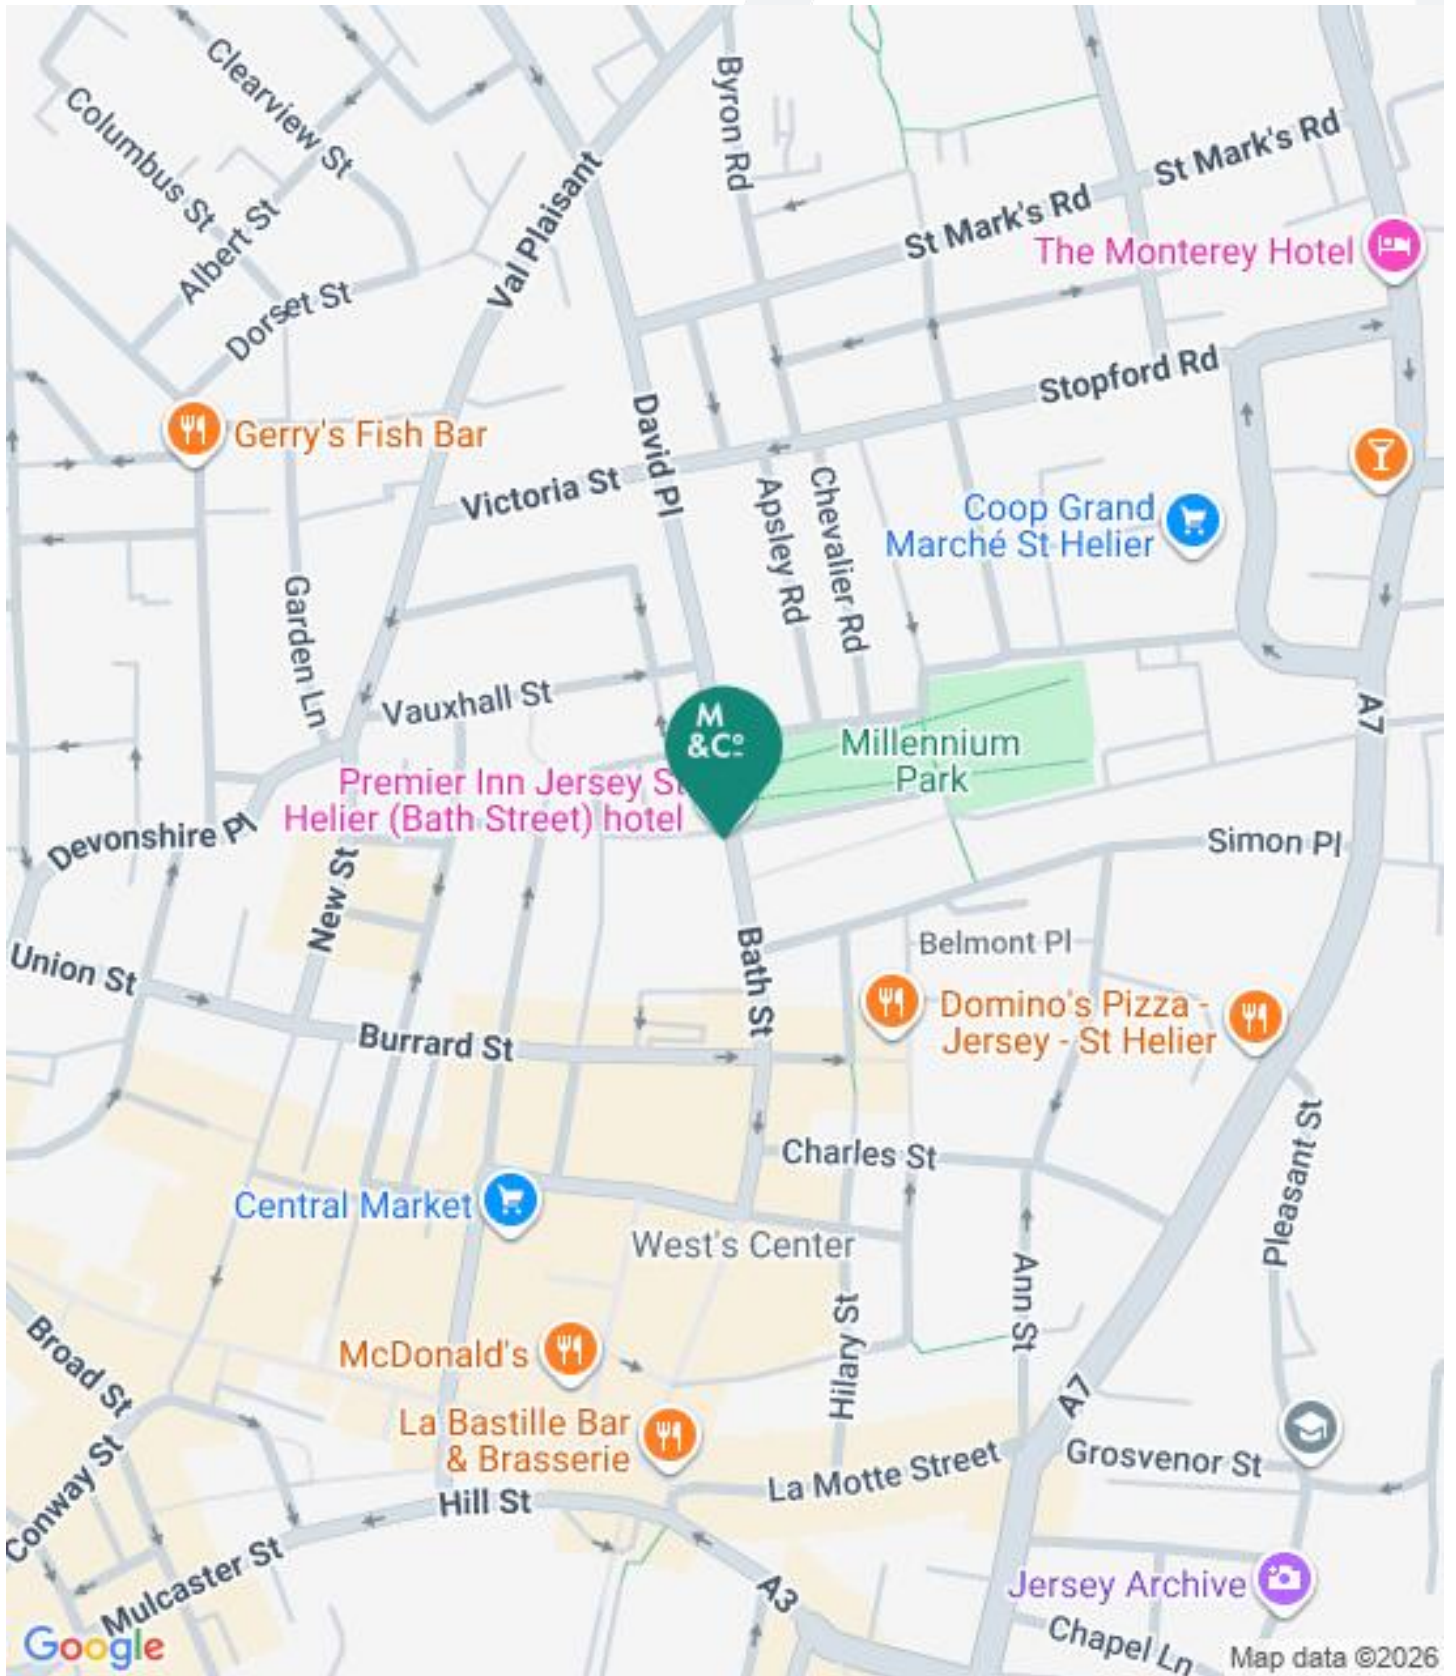 Clearview St
Byron Rd
Columbus St
St Mark's Rd
Val Plaisant
St Mark's Rd
Albert St
The Monterey Hotel
Dorset St
Stopford Rd
David Pl
Gerry's Fish Bar
Victoria St
Apsley Rd
Chevalier Rd
Coop Grand
Marché St Helier
Garden Ln
Vauxhall St
A7
M
&Cº
Millennium
Park
Premier Inn Jersey St
Helier (Bath Street) hotel
Devonshire Pl
Simon Pl
New St
Bath St
Belmont Pl
Union St
Domino's Pizza -
Jersey - St Helier
Burrard St
Pleasant St
Charles St
Central Market
West's Center
Ann St
Hilary St
Broad St
McDonald's
A7
La Bastille Bar
& Brasserie
Grosvenor St
La Motte Street
Conway St
Hill St
Mulcaster St
A3
Jersey Archive
Chapel Ln
Google
Map data ©2026